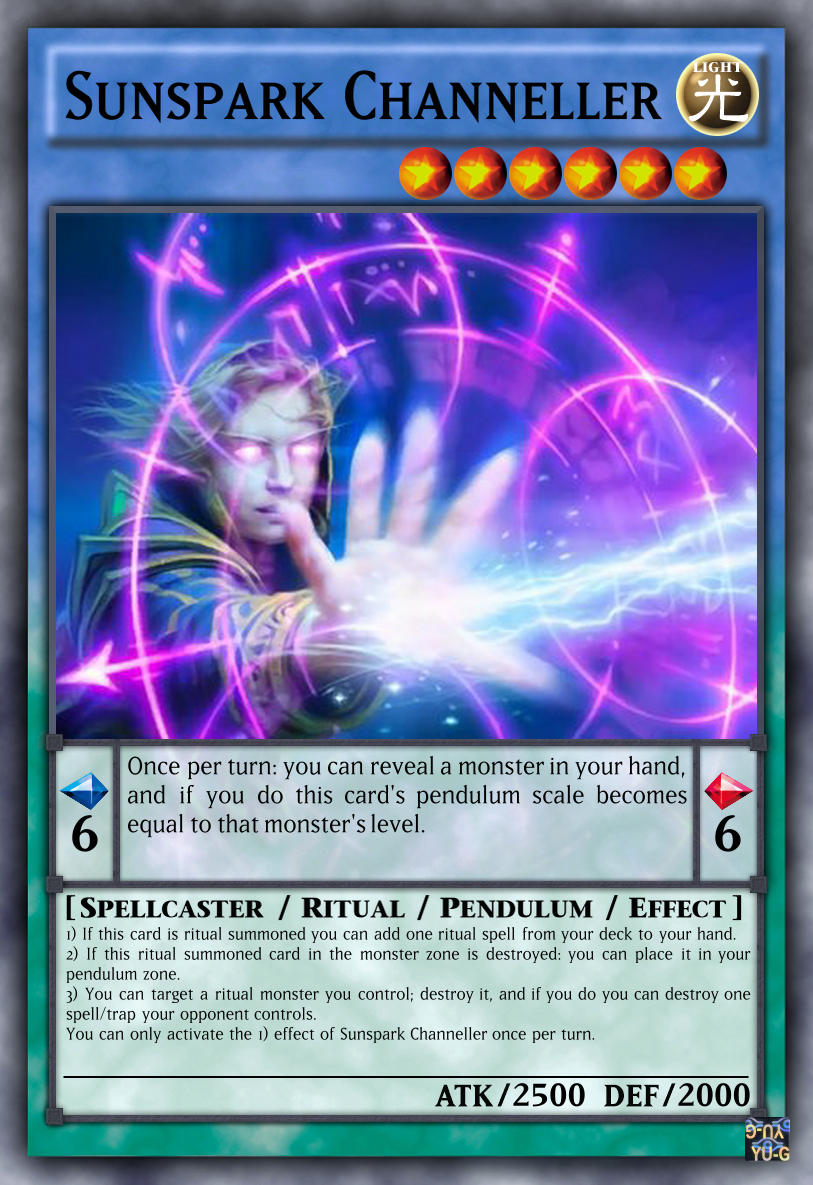 SUNSPARK CHANNELLER
LIGHT
光
Once per turn: you can reveal a monster in your hand,
and if you do this card's pendulum scale becomes
equal to that monster's level.
6
6
[ SPELLCASTER / RITUAL / PENDULUM / EFFECT ]
1) If this card is ritual summoned you can add one ritual spell from your deck to your hand.
2) If this ritual summoned card in the monster zone is destroyed: you can place it in your
pendulum zone.
3) You can target a ritual monster you control; destroy it, and if you do you can destroy one
spell/trap your opponent controls.
You can only activate the 1) effect of Sunspark Channeller once per turn.
ATK/2500 DEF/2000
YU-G
YU-G